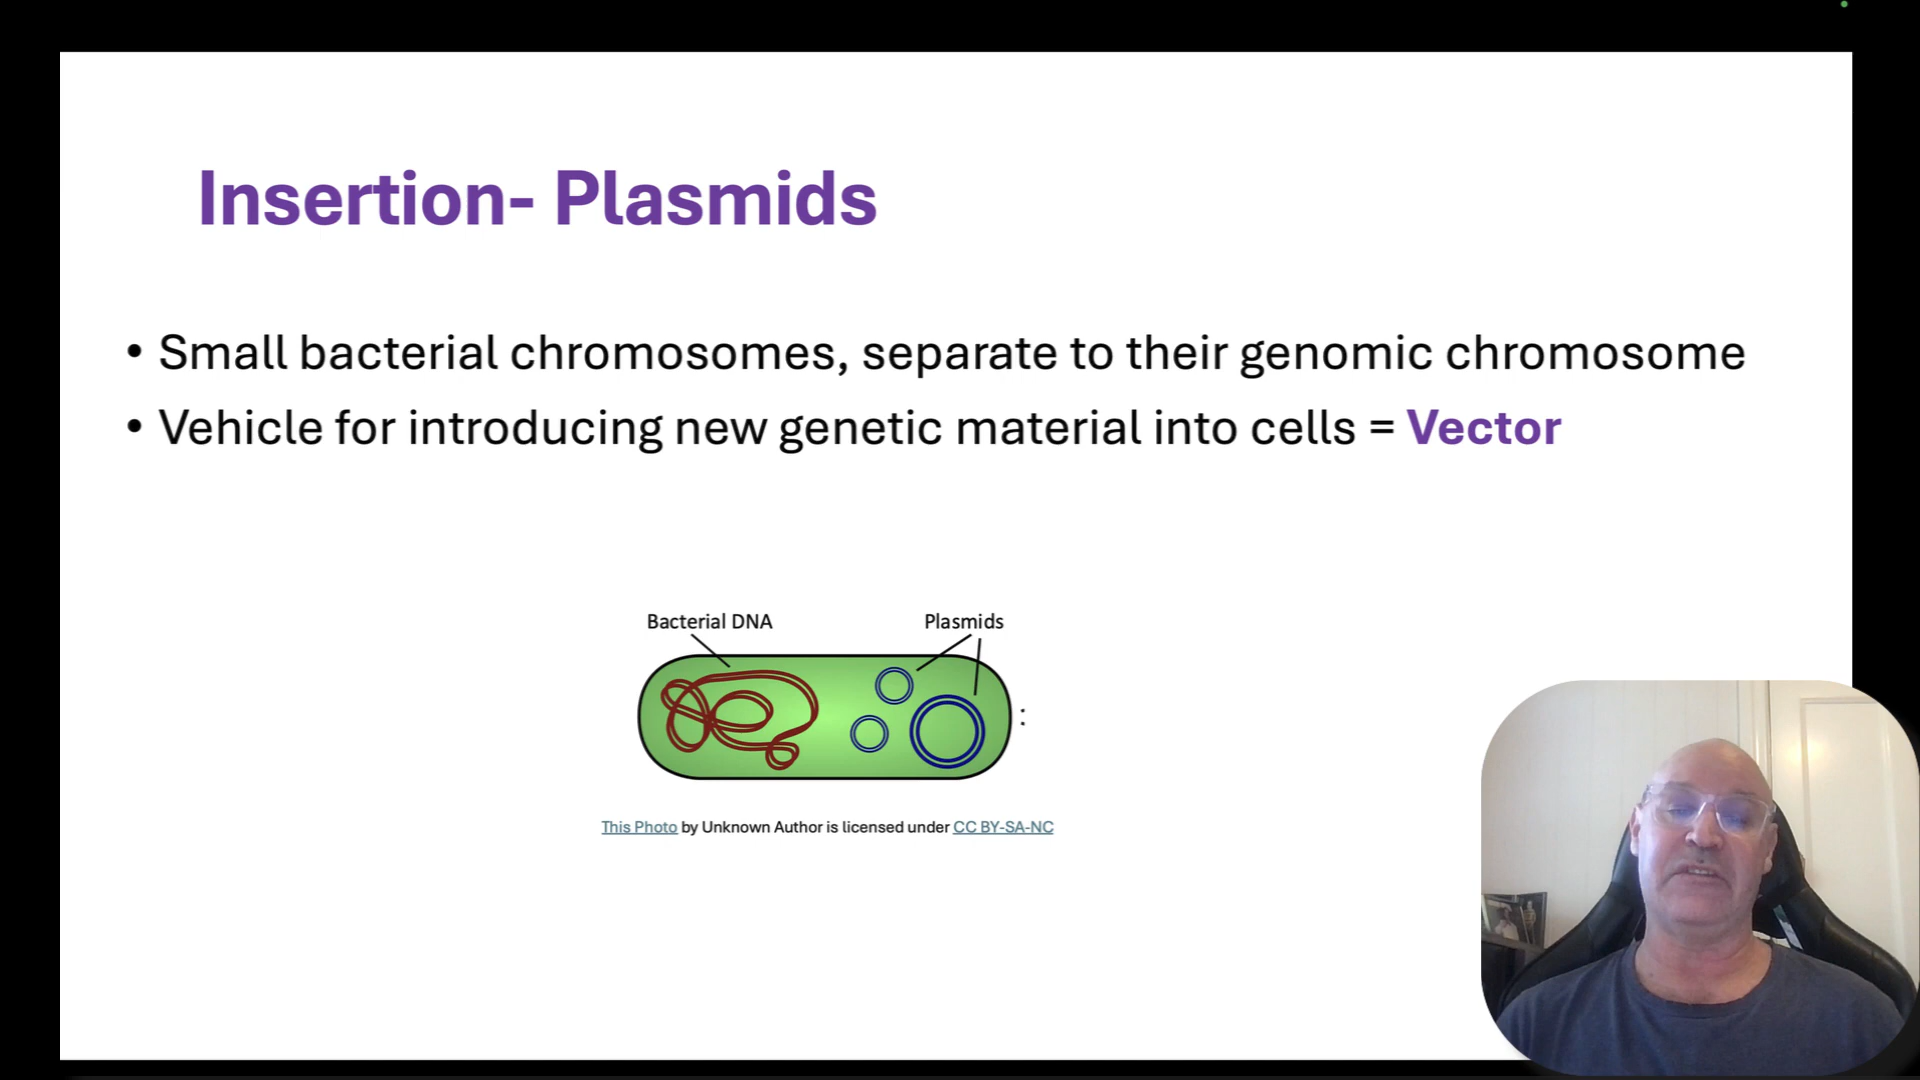 Insertion- Plasmids
• Small bacterial chromosomes, separate to their genomic chromosome
• Vehicle for introducing new genetic material into cells = Vector
Bacterial DNA
Plasmids
:
This Photo by Unknown Author is licensed under CC BY-SA-NC